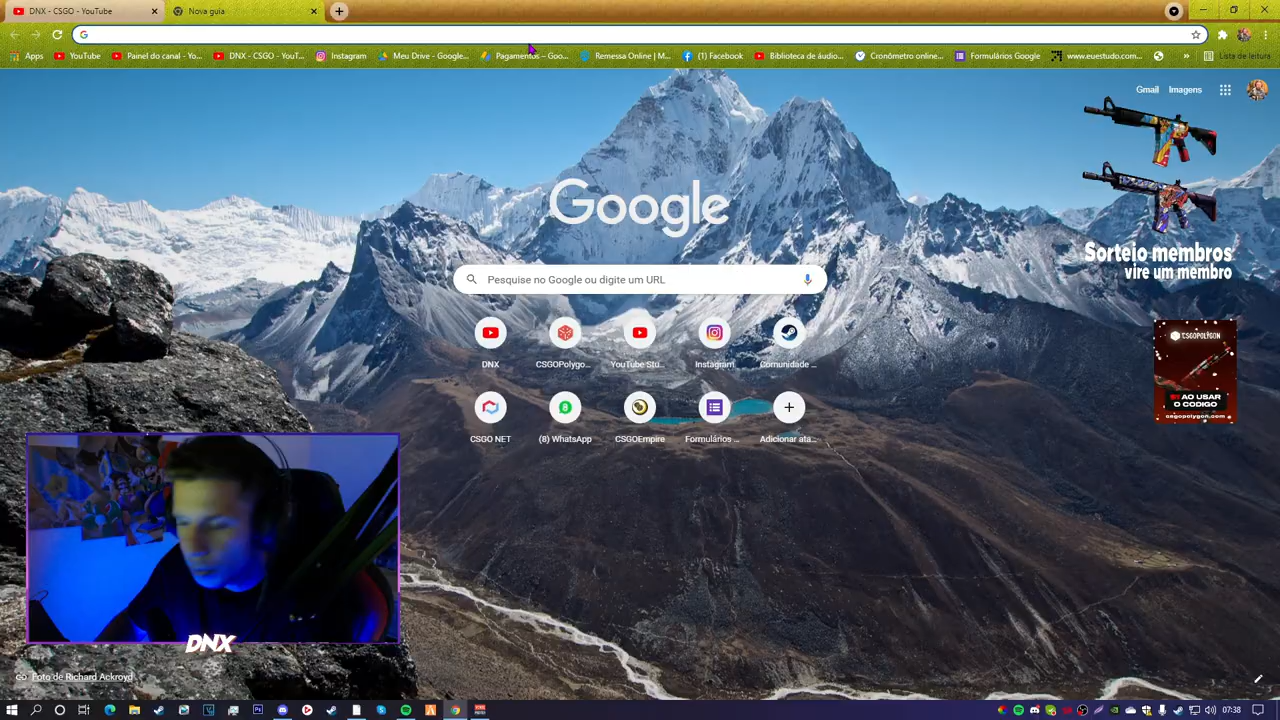 DNX - CSGO - YouTube
Nova guia
Apps
YouTube
Painel do canal - Yo...
DNX - CSGO - YouT...
Instagram
Meu Drive - Google...
Pagamentos – Goo...
Remessa Online | M...
(1) Facebook
Biblioteca de áudio...
Cronômetro online...
Formulários Google
www.euestudo.com...
»
Lista de leitura
Gmail
Imagens
Google
Sorteio membros
vire um membro
Pesquise no Google ou digite um URL
DNX
CSGOPolygo...
YouTube Stu...
Instagram
Comunidade ...
CSGOPOLYGON
AO USAR
O CODIGO
csgopolygon.com
CSGO NET
(8) WhatsApp
CSGOEmpire
Formulários ...
Adicionar ata...
DNX
Foto de Richard Ackroyd
07:38